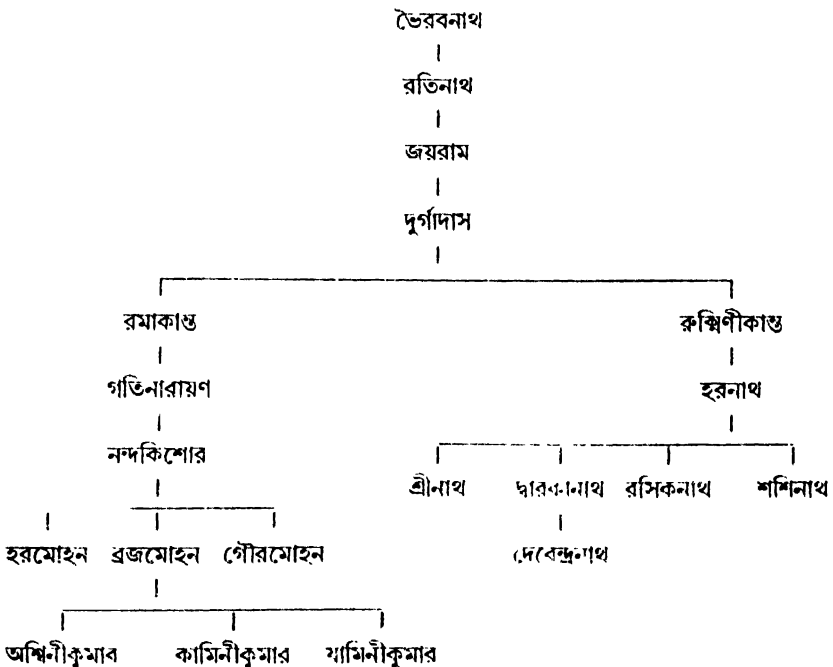 ভৈরবনাথ
রতিনাথ
জয়রাম
দুর্গাদাস
রমাকান্ত রুক্মিণীকান্ত
গতিনারায়ণ হরনাথ
নন্দকিশোর
শ্রীনাথ দ্বারকানাথ রসিকনাথ শশিনাথ
হরমোহন ব্রজমোহন গৌরমোহন দেবেন্দ্রনাথ
অশ্বিনীকুমাব কামিনীকুমার যামিনীকুমার